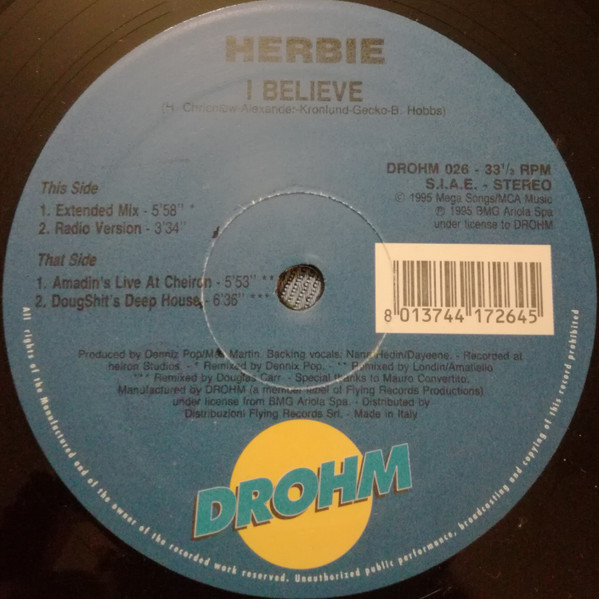 HERBIE
I BELIEVE
(H. Chrichlow-Alexander-Kronlund-Gecko-B. Hobbs)
DROHM 026 - 33 1/3 RPM
S.I.A.E. - STEREO
© 1995 Mega Songs/MCA Music
℗ 1995 BMG Ariola Spa
under license to DROHM
This Side
1. Extended Mix - 5'58'' *
2. Radio Version - 3'34''
That Side
1. Amadin's Live At Cheiron - 5'53'' **
2. DougShit's Deep House - 6'36'' ***
8 013744 172645
Produced by Denniz Pop/Max Martin. Backing vocals: Nana Hedin/Dayeene. - Recorded at
heiron Studios. - * Remixed by Dennix Pop. - ** Remixed by Londin/Amatiello
*** Remixed by Douglas Carr. - Special thanks to Mauro Convertito.
Manufactured by DROHM (a member label of Flying Records Productions)
under license from BMG Ariola Spa. - Distributed by
Distribuzioni Flying Records Srl. - Made in Italy
DROHM
All rights of the Manufactured and of the owner of the recorded work reserved. Unauthorized public performance, broadcasting and copying of this record prohibited